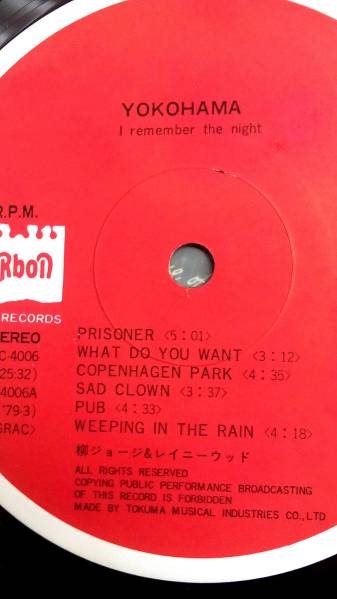 YOKOHAMA
I remember the night
R.P.M.
Rbon
RECORDS
STEREO
C-4006
25:32)
4006A
'79·3)
GRAC)
PRISONER <5:01>
WHAT DO YOU WANT <3:12>
COPENHAGEN PARK <4:35>
SAD CLOWN <3:37>
PUB <4:33>
WEEPING IN THE RAIN <4:18>
柳ジョージ&レイニーウッド
ALL RIGHTS RESERVED
COPYING PUBLIC PERFORMANCE BROADCASTING
OF THIS RECORD IS FORBIDDEN
MADE BY TOKUMA MUSICAL INDUSTRIES CO., LTD